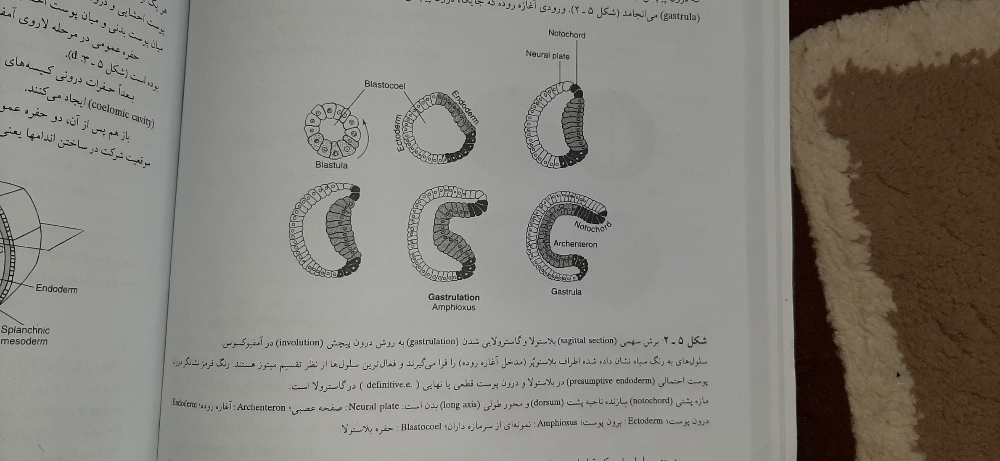 (gastrula) می‌انجامد (شکل ۵ ـ ۲). ورودی آغازه روده که جایگاه درون
Notochord
Neural plate
Blastocoel
Endoderm
Ectoderm
Blastula
Notochord
Archenteron
Gastrula
Gastrulation
Amphioxus
شکل ۵ ـ ۲: برش سهمی (sagittal section) بلاستولا و گاسترولایی شدن (gastrulation) به روش درون پیچش (involution) در آمفیوکسوس.
سلول‌های به رنگ سیاه نشان داده شده اطراف بلاستوپُر (مدخل آغازه روده) را فرا می‌گیرند و فعال‌ترین سلول‌ها از نظر تقسیم میتوز هستند. رنگ قرمز نشانگر درون
پوست احتمالی (presumptive endoderm) در بلاستولا و درون پوست قطعی یا نهایی ( definitive.e. ) در گاسترولا است.
مازه پشتی (notochord) سازنده ناحیه پشت (dorsum) و محور طولی (long axis) بدن است. Neural plate : صفحه عصبی؛ Archenteron : آغازه روده؛ Endoderm:
درون پوست؛ Ectoderm : برون پوست؛ Amphioxus : نمونه‌ای از سرمازه داران؛ Blastocoel : حفره بلاستولا.
هر یک از
پوست احشایی و
میان پوست بدنی و میان پوست
حفره عمومی در مرحله لاروی
بوده است (شکل ۵ ـ ۳: d).
بعداً حفرات درونی کیسه‌های
(coelomic cavity) ایجاد می‌کنند.
باز هم پس از آن، دو حفره
موقعیت شرکت در ساختن اندامها یعنی
Endoderm
Splanchnic
mesoderm